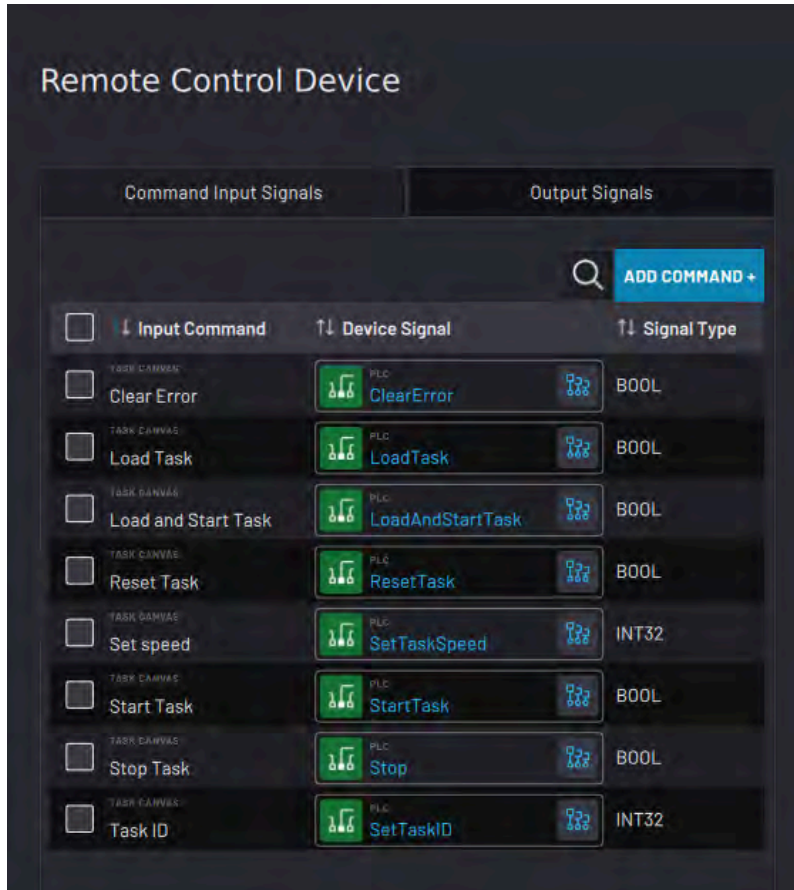 Remote Control Device
Command Input Signals
Output Signals
ADD COMMAND +
Input Command
Device Signal
Signal Type
TASK CANVAS
Clear Error
PLC
ClearError
BOOL
TASK CANVAS
Load Task
PLC
LoadTask
BOOL
TASK CANVAS
Load and Start Task
PLC
LoadAndStartTask
BOOL
TASK CANVAS
Reset Task
PLC
ResetTask
BOOL
TASK CANVAS
Set speed
PLC
SetTaskSpeed
INT32
TASK CANVAS
Start Task
PLC
StartTask
BOOL
TASK CANVAS
Stop Task
PLC
Stop
BOOL
TASK CANVAS
Task ID
PLC
SetTaskID
INT32